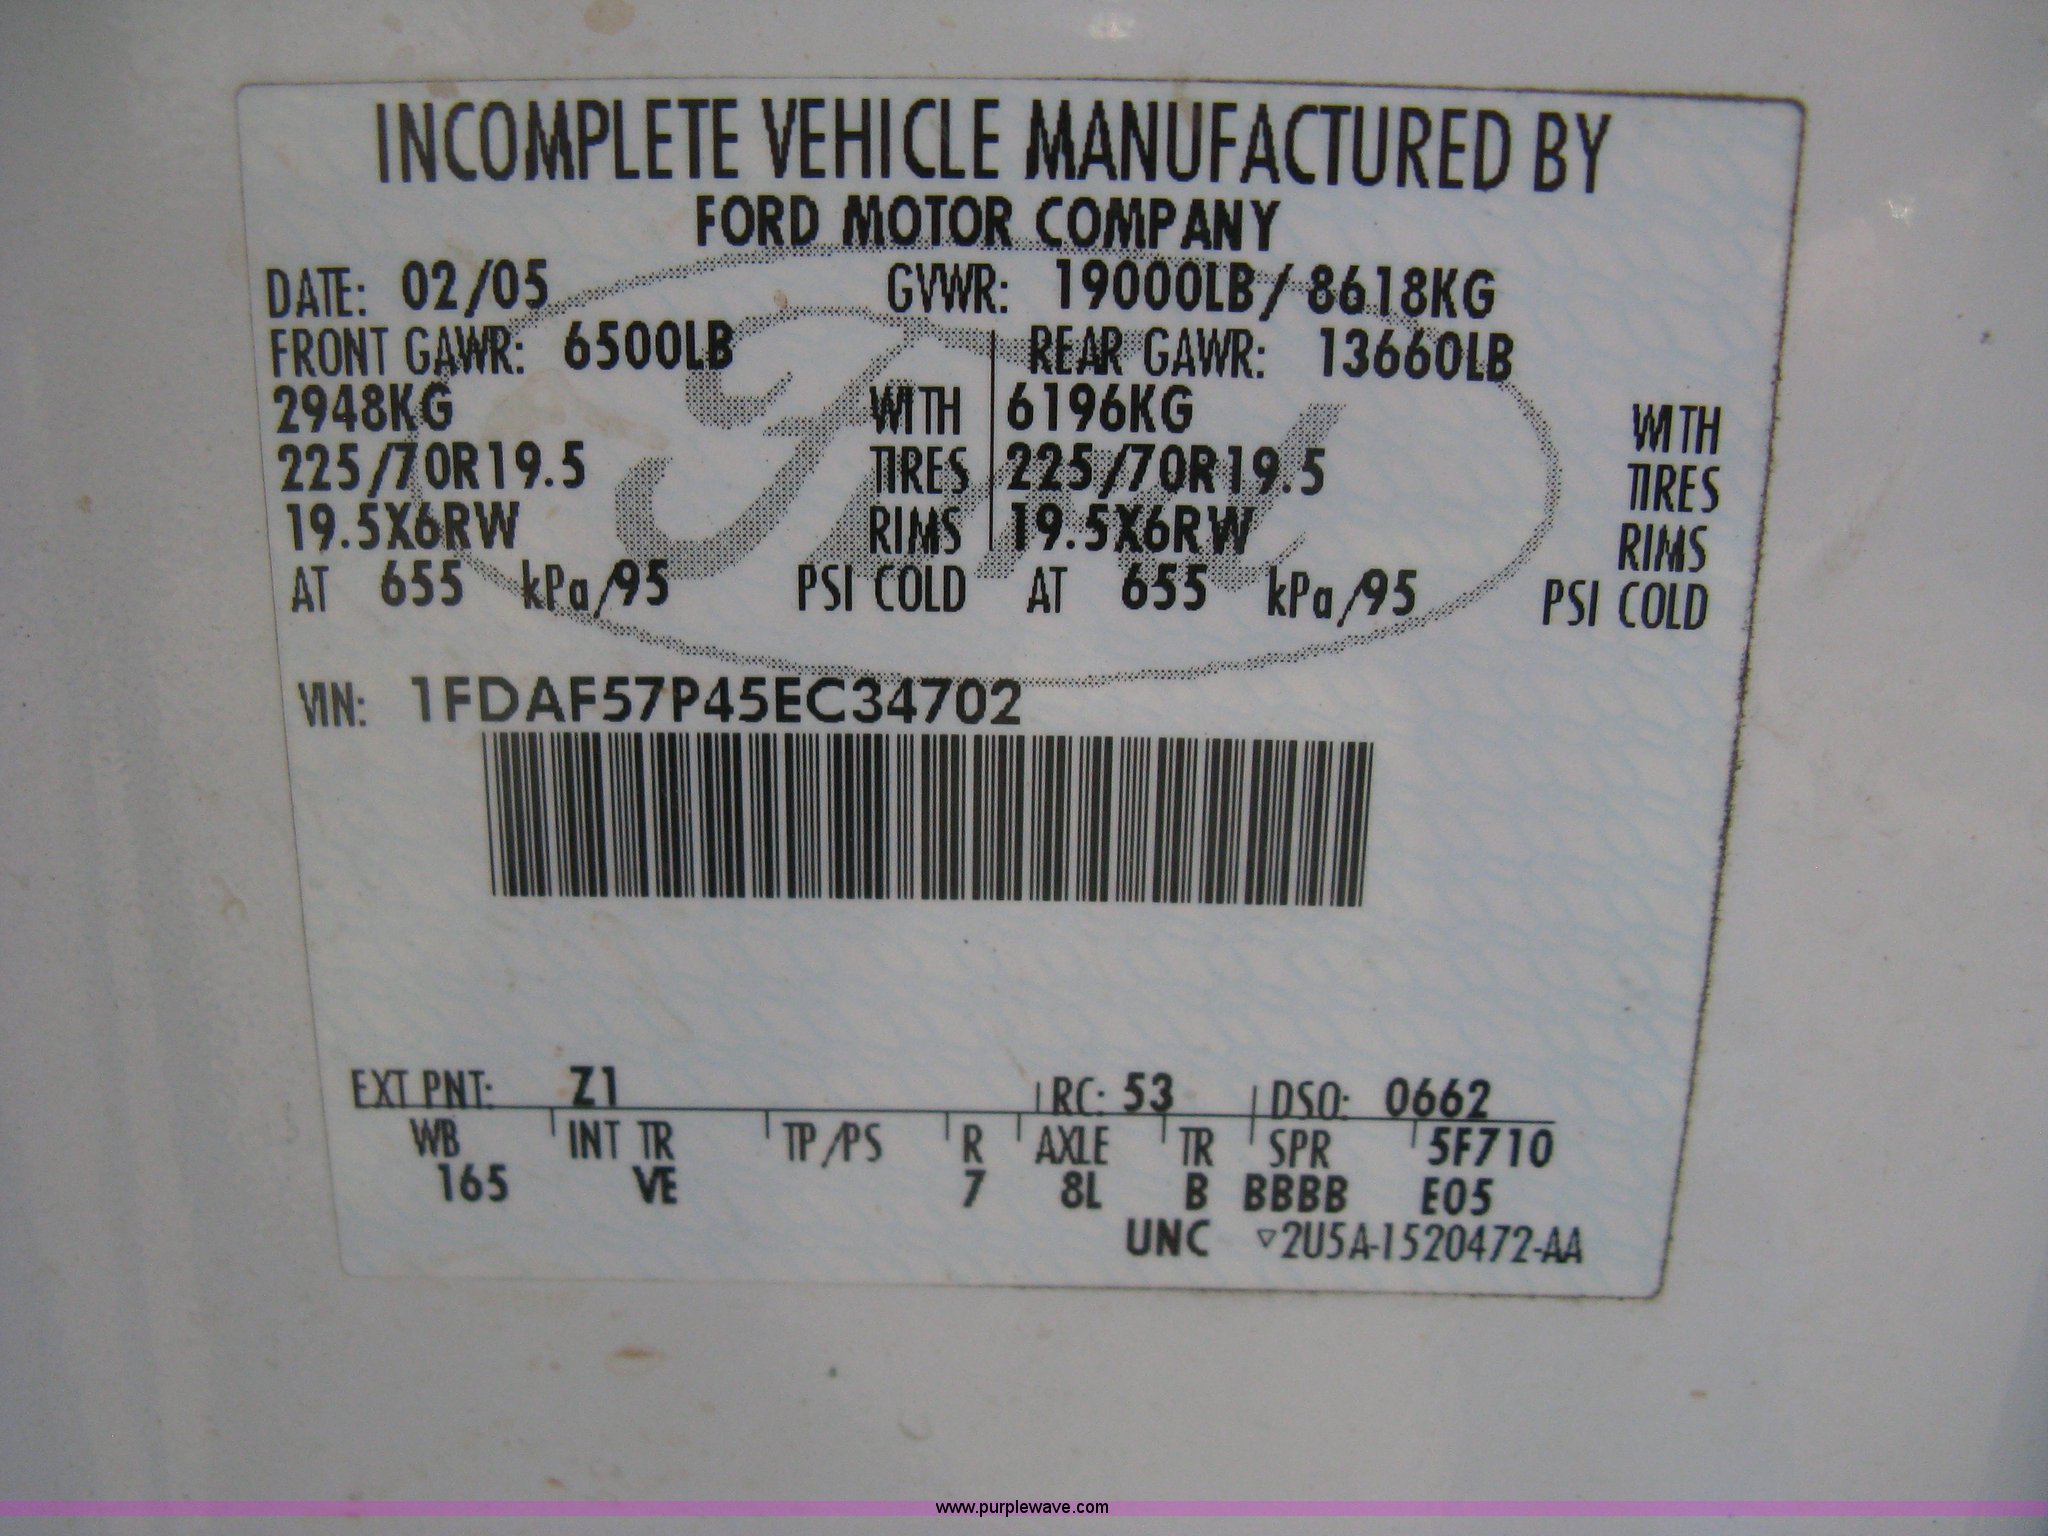 INCOMPLETE VEHICLE MANUFACTURED BY
FORD MOTOR COMPANY
DATE: 02/05 GVWR: 19000LB/ 8618KG
FRONT GAWR: 6500LB REAR GAWR: 13660LB
2948KG WITH 6196KG WITH
225/70R19.5 TIRES 225/70R19.5 TIRES
19.5X6RW RIMS 19.5X6RW RIMS
AT 655 kPa/95 PSI COLD AT 655 kPa/95 PSI COLD
VIN: 1FDAF57P45EC34702
EXT PNT: Z1 RC: 53 DSO: 0662
WB INT TR TP/PS R AXLE TR SPR 5F710
165 VE 7 8L B BBBB E05
UNC ▽2U5A-1520472-AA
www.purplewave.com